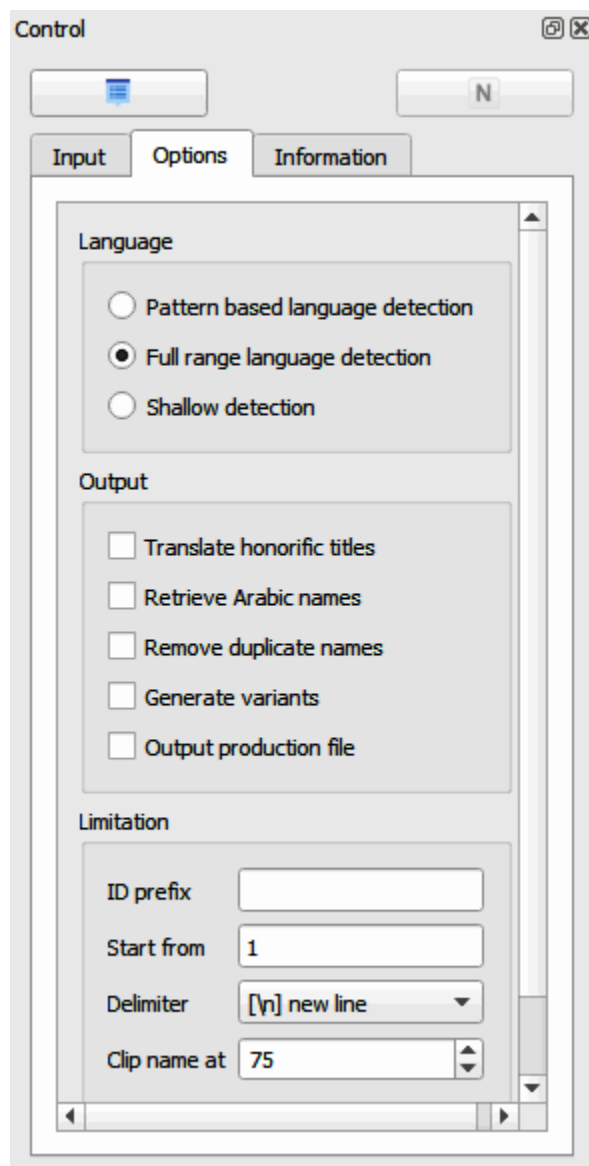 Control
N
Input Options Information
Language
Pattern based language detection
Full range language detection
Shallow detection
Output
Translate honorific titles
Retrieve Arabic names
Remove duplicate names
Generate variants
Output production file
Limitation
ID prefix
Start from 1
Delimiter [\n] new line
Clip name at 75